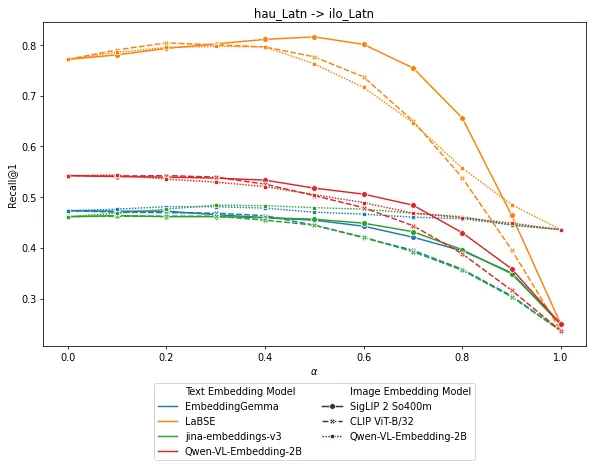 hau_Latn -> ilo_Latn
Recall@1
0.8
0.7
0.6
0.5
0.4
0.3
0.0
0.2
0.4
0.6
0.8
1.0
α
Text Embedding Model
EmbeddingGemma
LaBSE
jina-embeddings-v3
Qwen-VL-Embedding-2B
Image Embedding Model
SigLIP 2 So400m
CLIP ViT-B/32
Qwen-VL-Embedding-2B